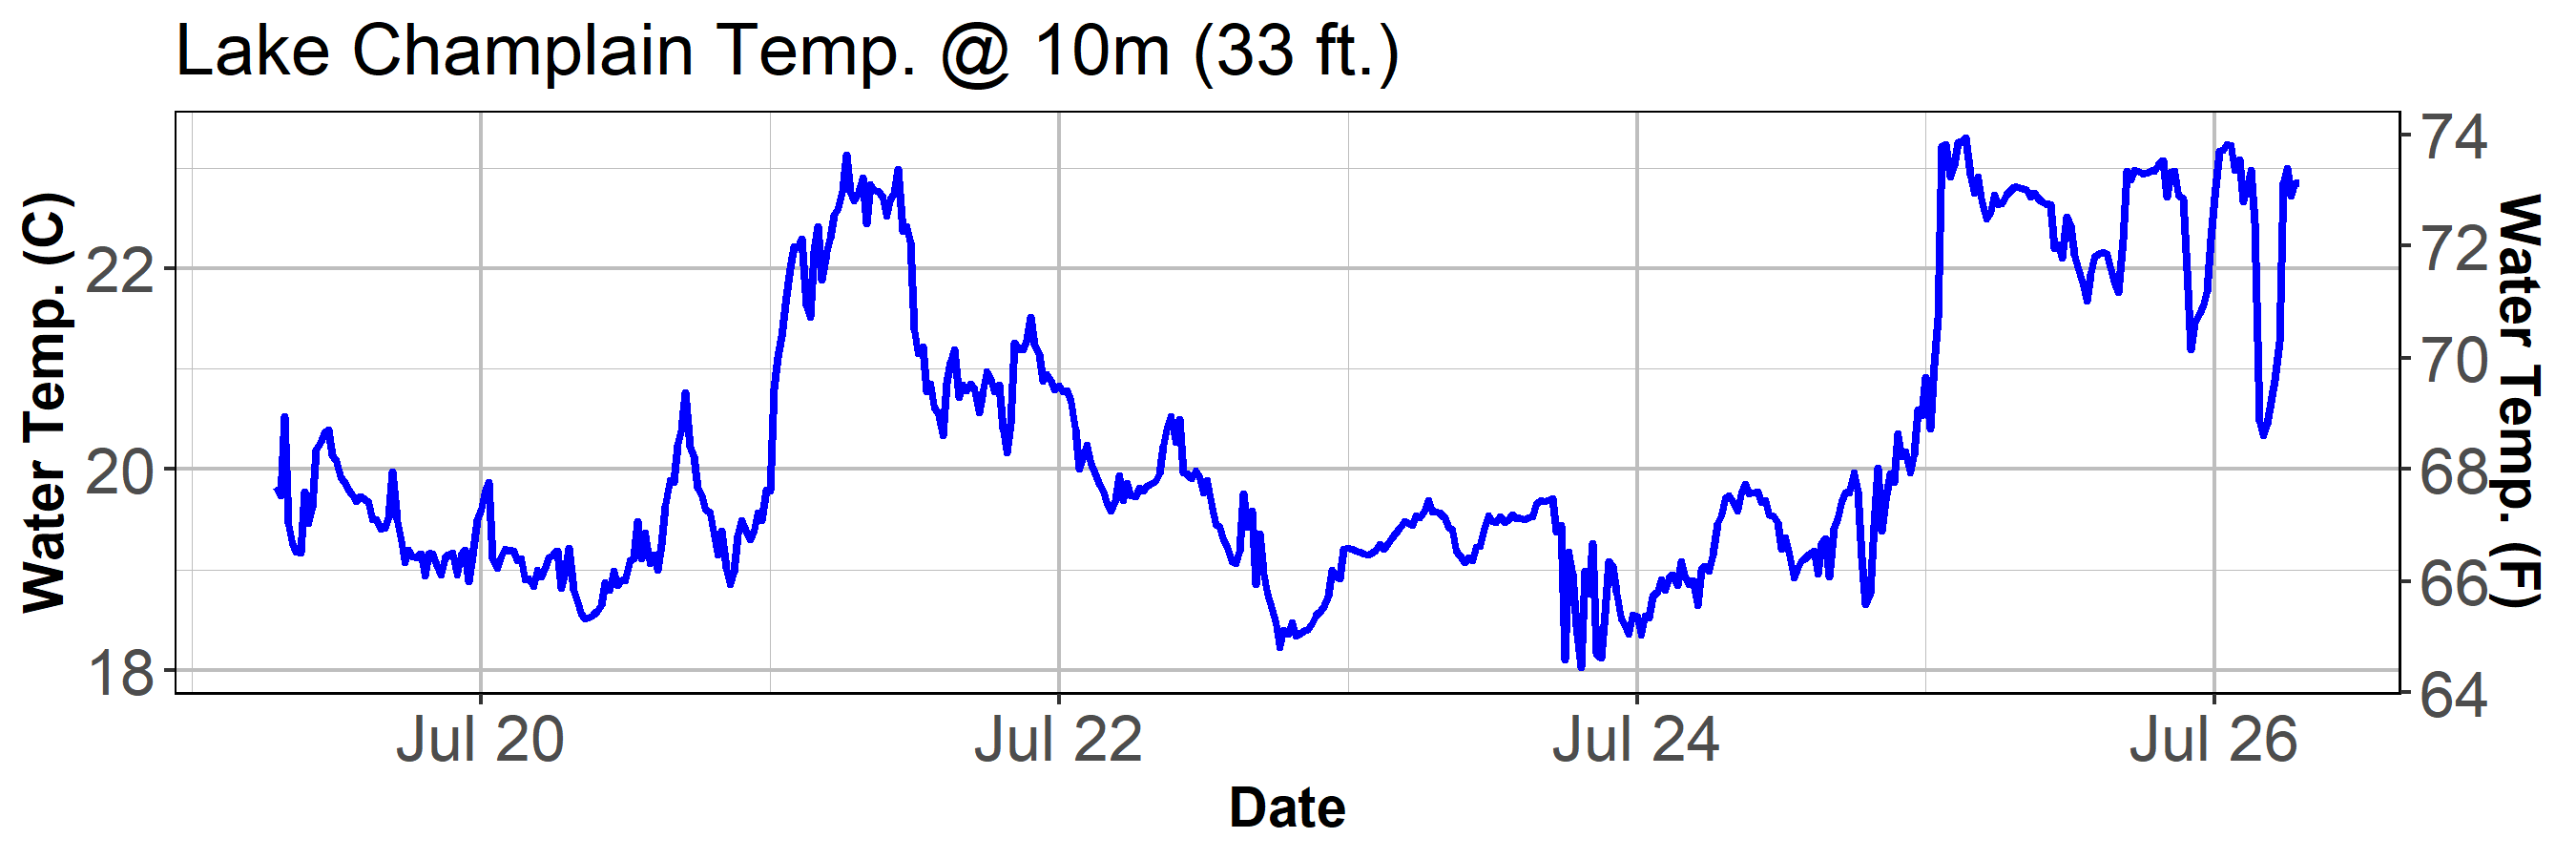 Lake Champlain Temp. @ 10m (33 ft.)
Water Temp. (C)
22
20
18
74
72
70
68
66
64
Water Temp. (F)
Jul 20
Jul 22
Jul 24
Jul 26
Date